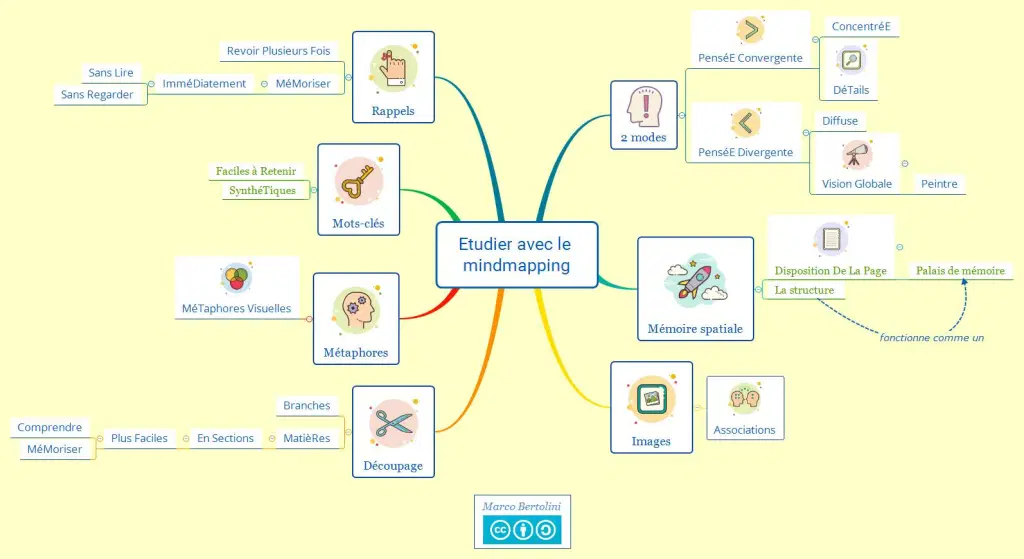 Etudier avec le
mindmapping
2 modes
PenséE Convergente
ConcentréE
DéTails
PenséE Divergente
Diffuse
Vision Globale
Peintre
Mémoire spatiale
Disposition De La Page
Palais de mémoire
La structure
fonctionne comme un
Images
Associations
Rappels
Revoir Plusieurs Fois
MéMoriser
ImméDiatement
Sans Lire
Sans Regarder
Mots-clés
Faciles à Retenir
SynthéTiques
Métaphores
MéTaphores Visuelles
Découpage
Branches
MatièRes
En Sections
Plus Faciles
Comprendre
MéMoriser
Marco Bertolini
cc